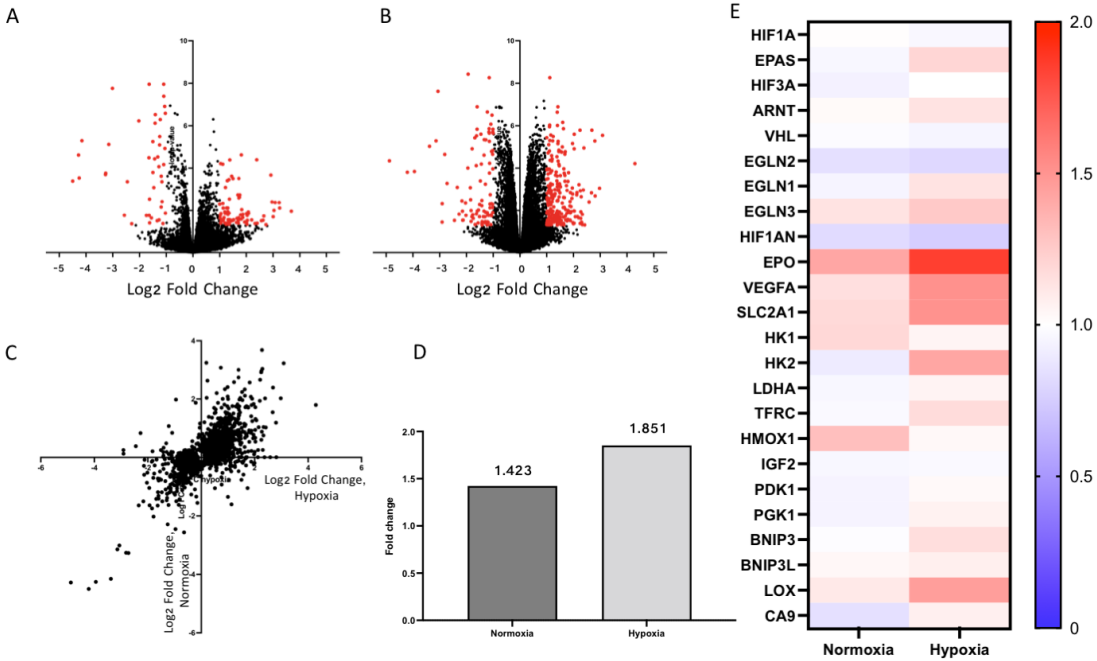 A
10
8
6
-5 -4 -3 -2 -1 0 1 2 3 4 5
Log2 Fold Change
B
10
8
6
-5 -4 -3 -2 -1 0 1 2 3 4 5
Log2 Fold Change
C
4
2
-6 -4 -2 2 4 6
Log2 Fold Change,
Hypoxia
hypoxia
-2
-4
-6
Log2 Fold Change,
Normoxia
D
Fold change
2.0
1.5
1.0
0.5
0.0
1.423
1.851
Normoxia Hypoxia
E
HIF1A
EPAS
HIF3A
ARNT
VHL
EGLN2
EGLN1
EGLN3
HIF1AN
EPO
VEGFA
SLC2A1
HK1
HK2
LDHA
TFRC
HMOX1
IGF2
PDK1
PGK1
BNIP3
BNIP3L
LOX
CA9
Normoxia Hypoxia
2.0
1.5
1.0
0.5
0